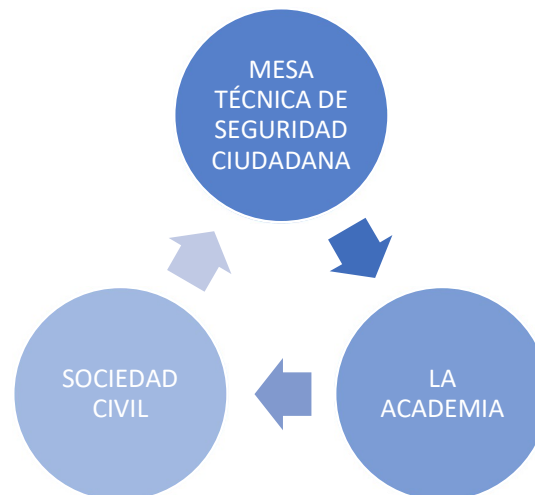 MESA
TÉCNICA DE
SEGURIDAD
CIUDADANA
SOCIEDAD
CIVIL
LA
ACADEMIA